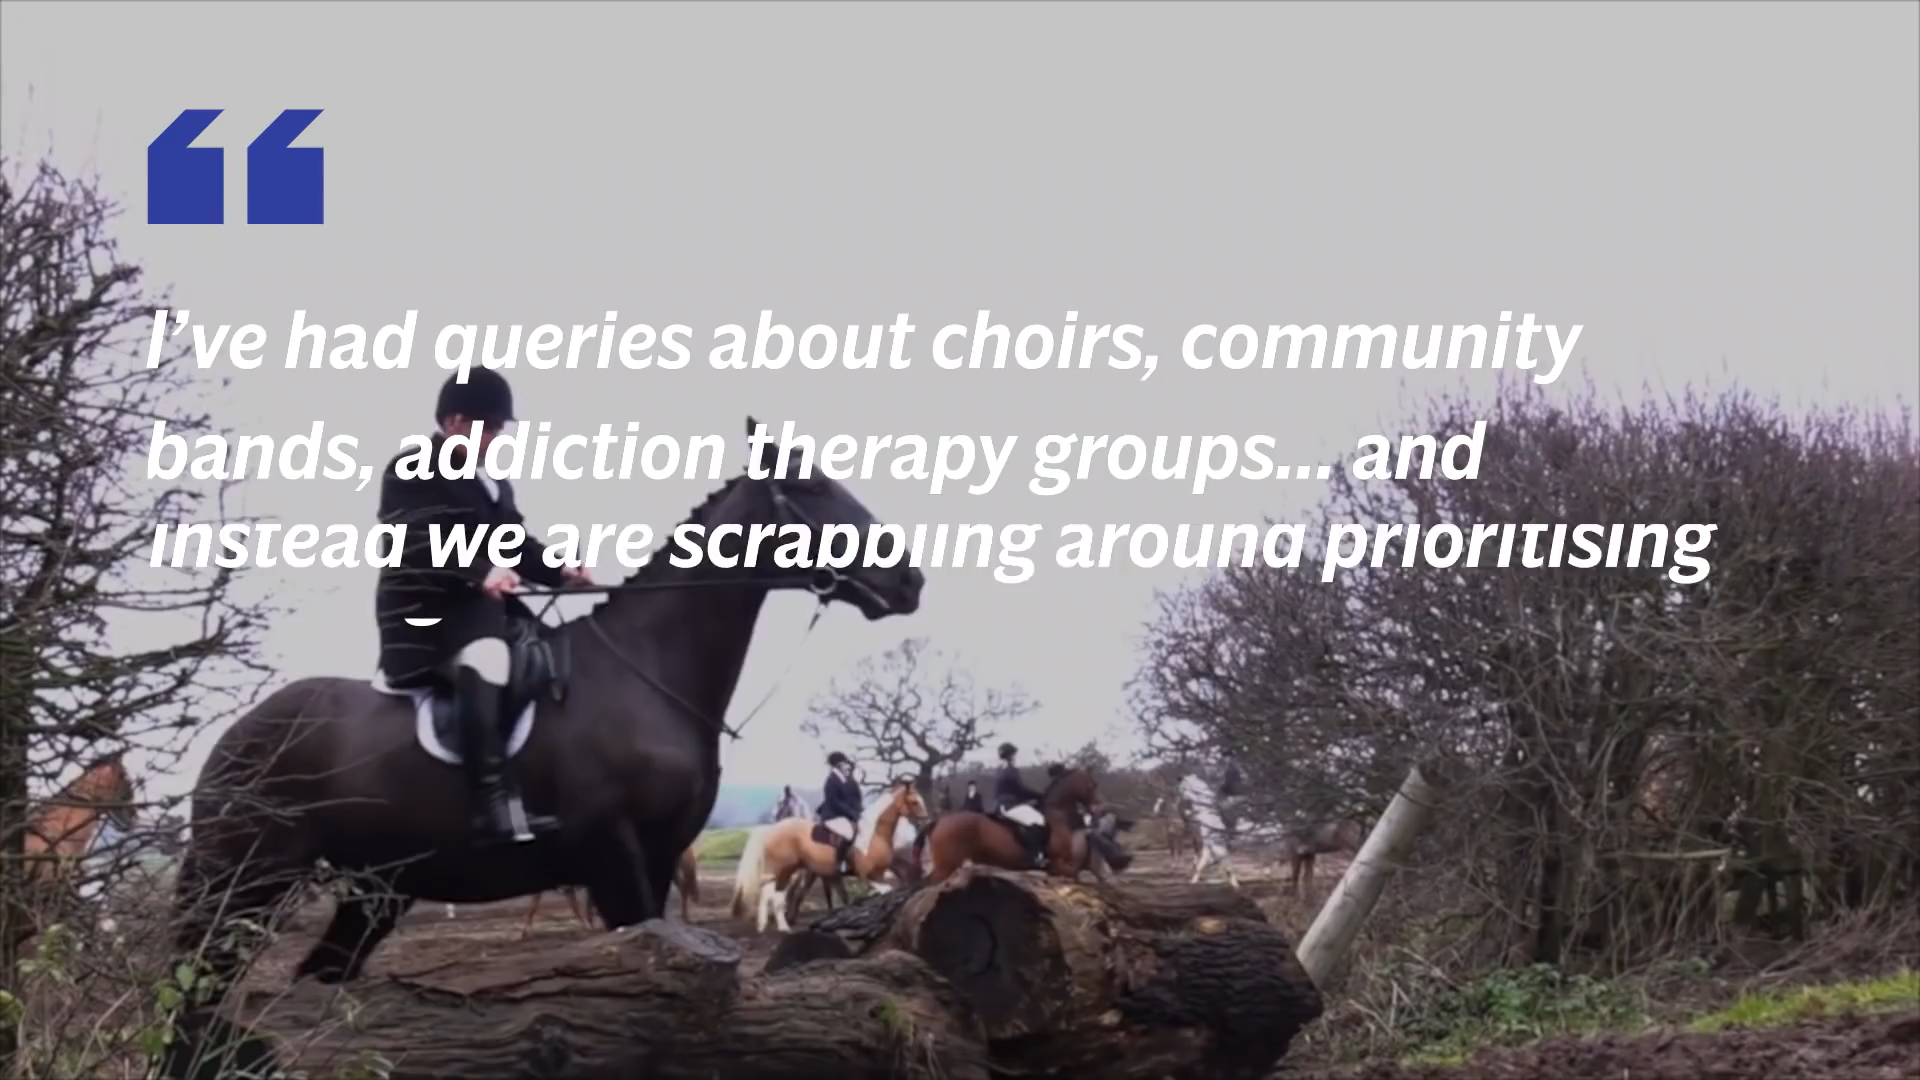 “
I’ve had queries about choirs, community
bands, addiction therapy groups... and
instead we are scrabbling around prioritising